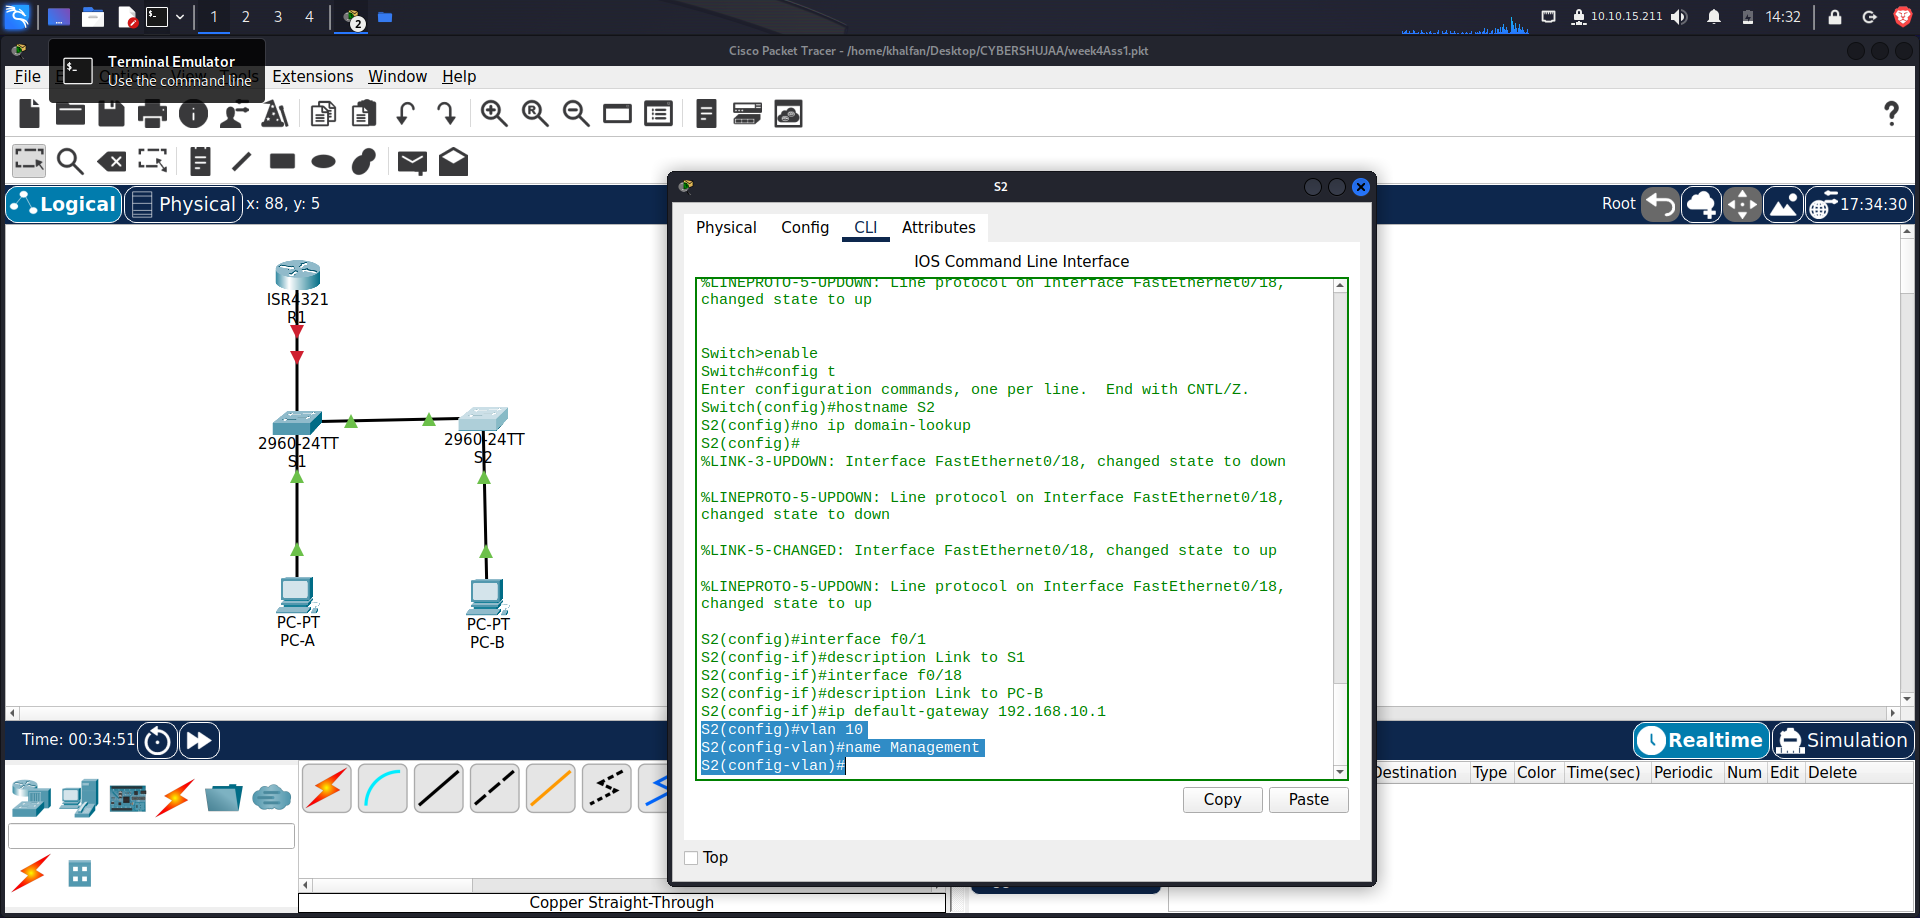 1
2
3
4
2
10.10.15.211
14:32
Cisco Packet Tracer - /home/khalfan/Desktop/CYBERSHUJAA/week4Ass1.pkt
Terminal Emulator
Use the command line
File
Extensions
Window
Help
Logical
Physical
x: 88, y: 5
Root
17:34:30
ISR4321
R1
2960-24TT
S1
2960-24TT
S2
PC-PT
PC-A
PC-PT
PC-B
S2
Physical
Config
CLI
Attributes
IOS Command Line Interface
%LINEPROTO-5-UPDOWN: Line protocol on Interface FastEthernet0/18,
changed state to up
Switch>enable
Switch#config t
Enter configuration commands, one per line.  End with CNTL/Z.
Switch(config)#hostname S2
S2(config)#no ip domain-lookup
S2(config)#
%LINK-3-UPDOWN: Interface FastEthernet0/18, changed state to down
%LINEPROTO-5-UPDOWN: Line protocol on Interface FastEthernet0/18,
changed state to down
%LINK-5-CHANGED: Interface FastEthernet0/18, changed state to up
%LINEPROTO-5-UPDOWN: Line protocol on Interface FastEthernet0/18,
changed state to up
S2(config)#interface f0/1
S2(config-if)#description Link to S1
S2(config-if)#interface f0/18
S2(config-if)#description Link to PC-B
S2(config-if)#ip default-gateway 192.168.10.1
S2(config)#vlan 10
S2(config-vlan)#name Management
S2(config-vlan)#
Copy
Paste
Top
Time: 00:34:51
Realtime
Simulation
Destination
Type
Color
Time(sec)
Periodic
Num
Edit
Delete
Copper Straight-Through